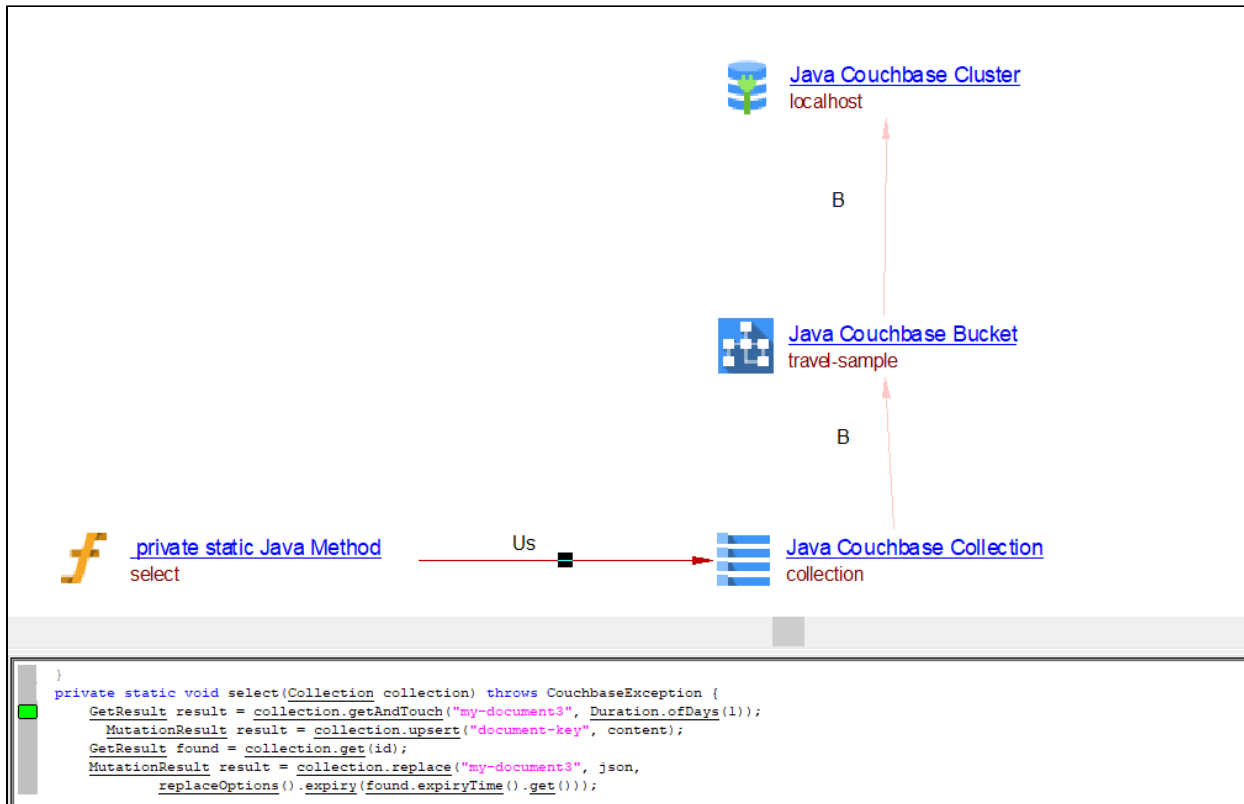 Java Couchbase Cluster
localhost
B
Java Couchbase Bucket
travel-sample
B
private static Java Method
select
Us
Java Couchbase Collection
collection
}
private static void select(Collection collection) throws CouchbaseException {
GetResult result = collection.getAndTouch("my-document3", Duration.ofDays(1));
MutationResult result = collection.upsert("document-key", content);
GetResult found = collection.get(id);
MutationResult result = collection.replace("my-document3", json,
replaceOptions().expiry(found.expiryTime().get()));